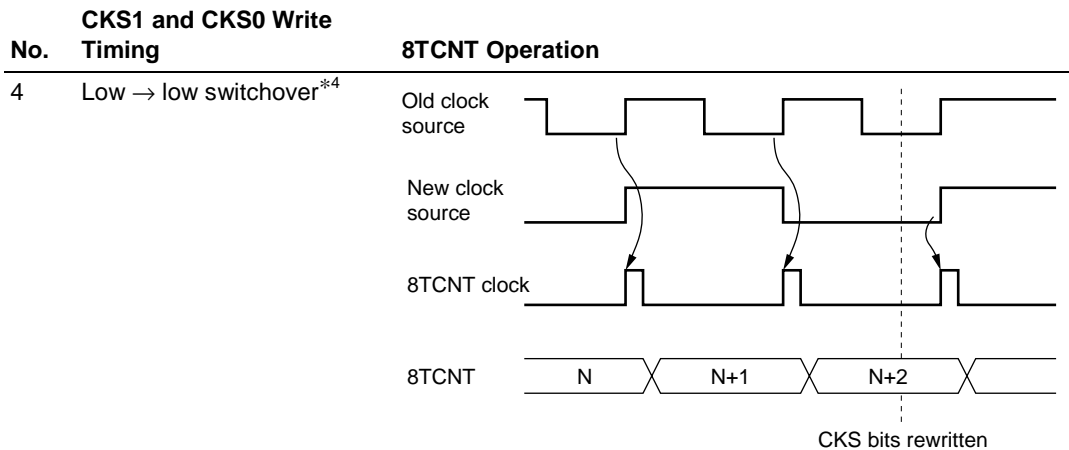 No.
CKS1 and CKS0 Write
Timing
8TCNT Operation
4
Low → low switchover*4
Old clock
source
New clock
source
8TCNT clock
8TCNT
N
N+1
N+2
CKS bits rewritten